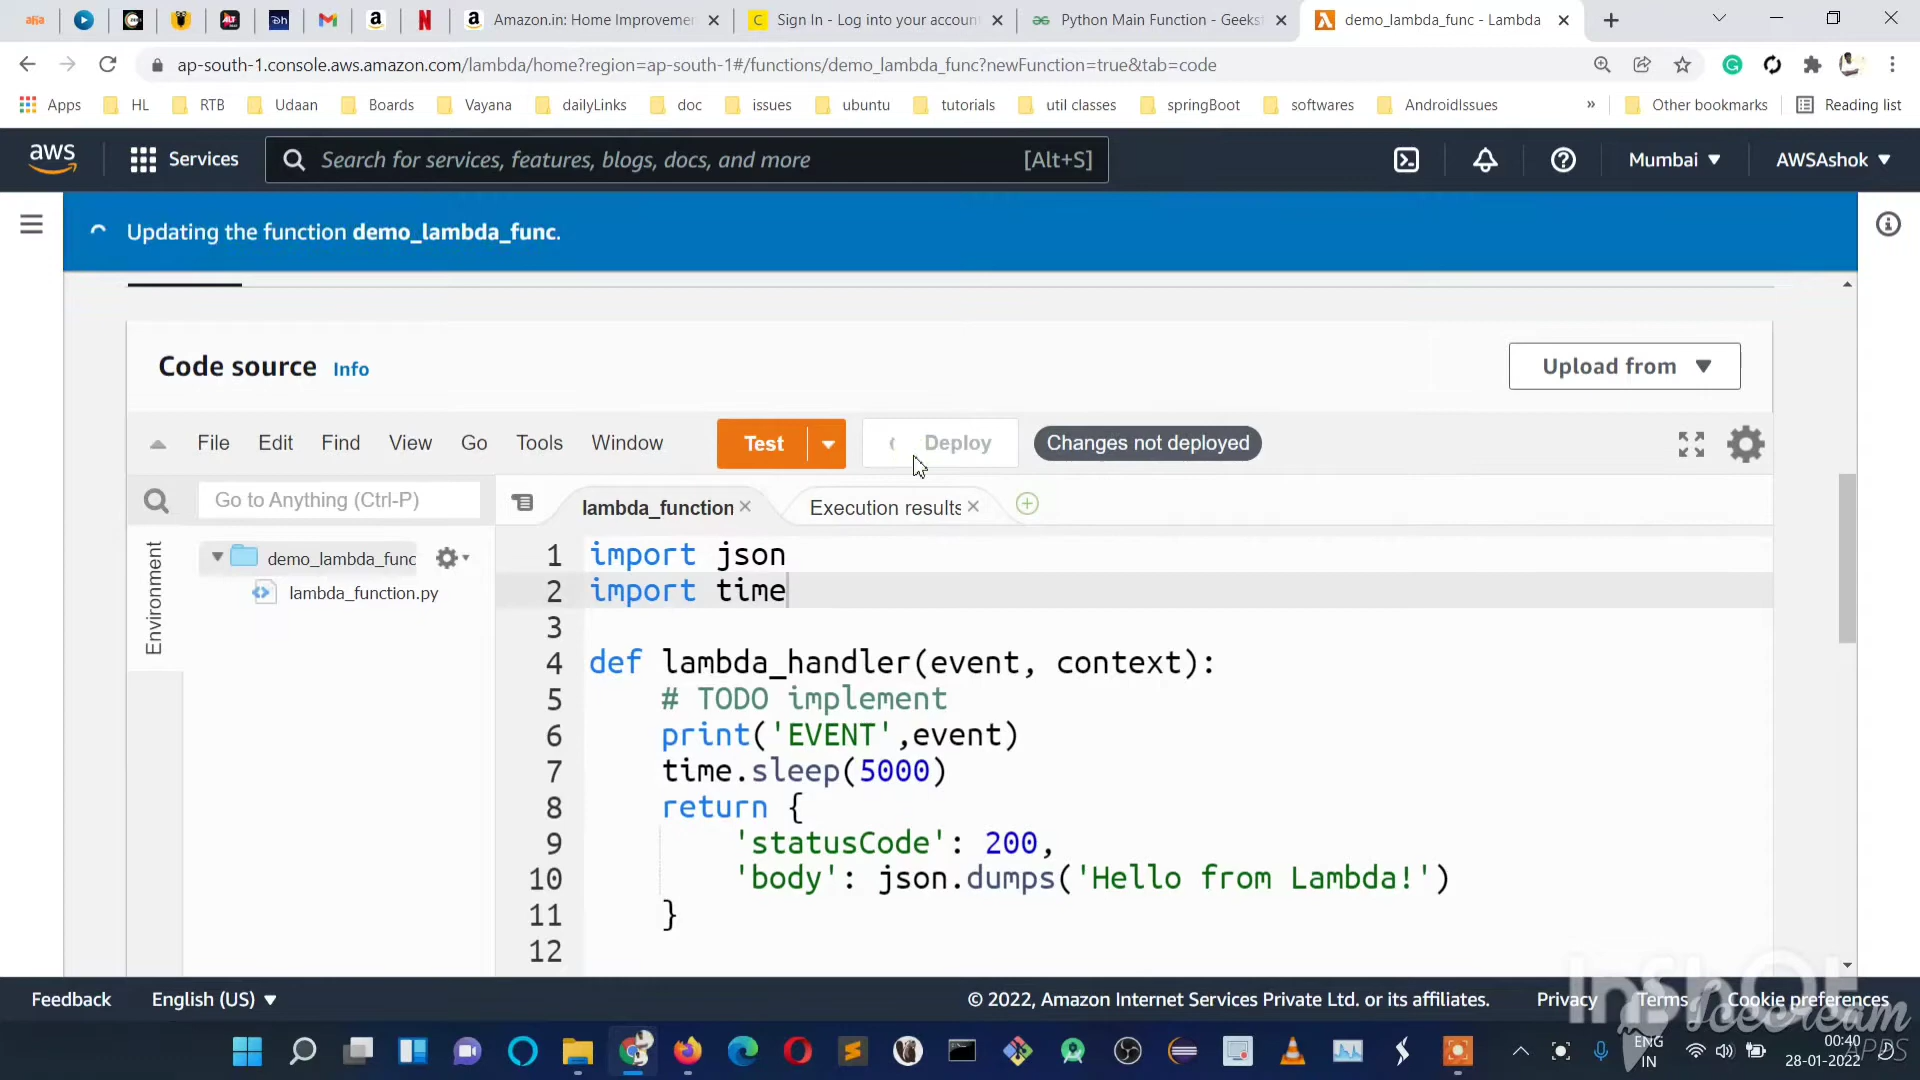 aha
dh
M
a
N
a Amazon.in: Home Improvemen
C Sign In - Log into your accoun
Python Main Function - Geeks
demo_lambda_func - Lambda
ap-south-1.console.aws.amazon.com/lambda/home?region=ap-south-1#/functions/demo_lambda_func?newFunction=true&tab=code
Apps HL RTB Udaan Boards Vayana dailyLinks doc issues ubuntu tutorials util classes springBoot softwares AndroidIssues » Other bookmarks Reading list
aws Services Search for services, features, blogs, docs, and more [Alt+S] Mumbai AWSAshok
Updating the function demo_lambda_func.
Code source Info
Upload from
File Edit Find View Go Tools Window Test Deploy Changes not deployed
Go to Anything (Ctrl-P)
lambda_function Execution results
Environment
demo_lambda_func
lambda_function.py
1 import json
2 import time
3
4 def lambda_handler(event, context):
5 # TODO implement
6 print('EVENT',event)
7 time.sleep(5000)
8 return {
9 'statusCode': 200,
10 'body': json.dumps('Hello from Lambda!')
11 }
12
Feedback English (US) © 2022, Amazon Internet Services Private Ltd. or its affiliates. Privacy Terms Cookie preferences
InShOt
Icecream
APPS
ENG
IN
00:40
28-01-2022